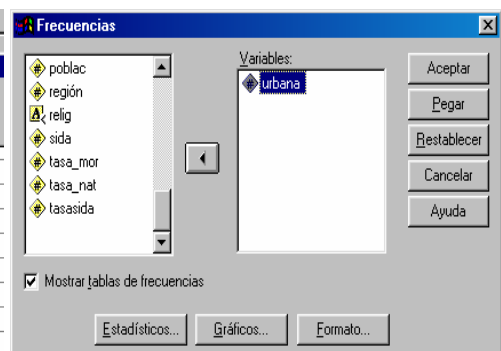 Frecuencias
poblac
región
relig
sida
tasa_mor
tasa_nat
tasasida
Variables:
urbana
Aceptar
Pegar
Restablecer
Cancelar
Ayuda
Mostrar tablas de frecuencias
Estadísticos...
Gráficos...
Formato...